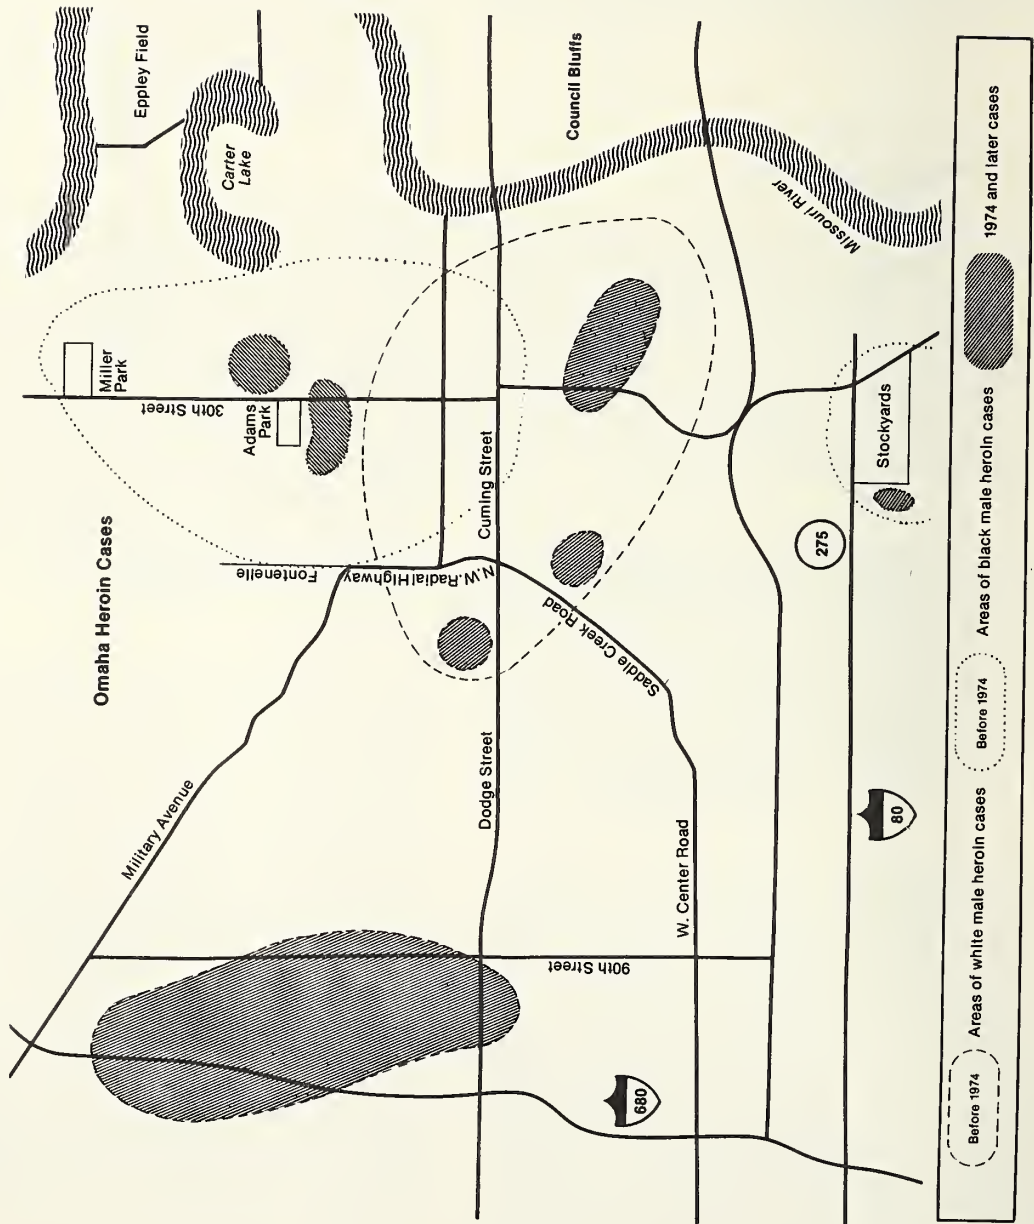 Omaha Heroin Cases
Eppley Field
Carter
Lake
Council Bluffs
Missouri River
Miller
Park
30th Street
Adams
Park
Cuming Street
Fontenelle
N.W. Radial Highway
Military Avenue
Dodge Street
Saddle Creek Road
W. Center Road
90th Street
Stockyards
275
80
680
Before 1974
Areas of white male heroin cases
Before 1974
Areas of black male heroin cases
1974 and later cases